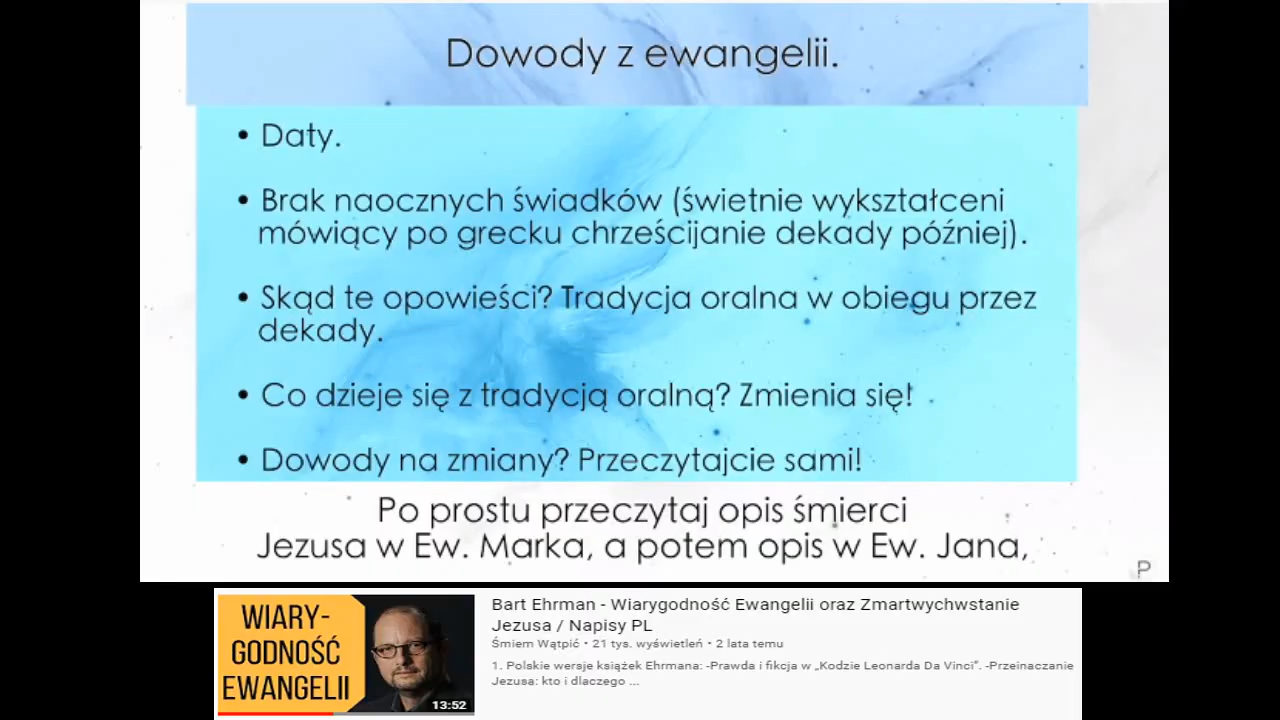 Dowody z ewangelii.
• Daty.
• Brak naocznych świadków (świetnie wykształceni
mówiący po grecku chrześcijanie dekady później).
• Skąd te opowieści? Tradycja oralna w obiegu przez
dekady.
• Co dzieje się z tradycją oralną? Zmienia się!
• Dowody na zmiany? Przeczytajcie sami!
Po prostu przeczytaj opis śmierci
Jezusa w Ew. Marka, a potem opis w Ew. Jana,
P
WIARY-
GODNOŚĆ
EWANGELII
13:52
Bart Ehrman - Wiarygodność Ewangelii oraz Zmartwychwstanie
Jezusa / Napisy PL
Śmiem Wątpić • 21 tys. wyświetleń • 2 lata temu
1. Polskie wersje książek Ehrmana: -Prawda i fikcja w „Kodzie Leonarda Da Vinci”. -Przeinaczanie
Jezusa: kto i dlaczego ...